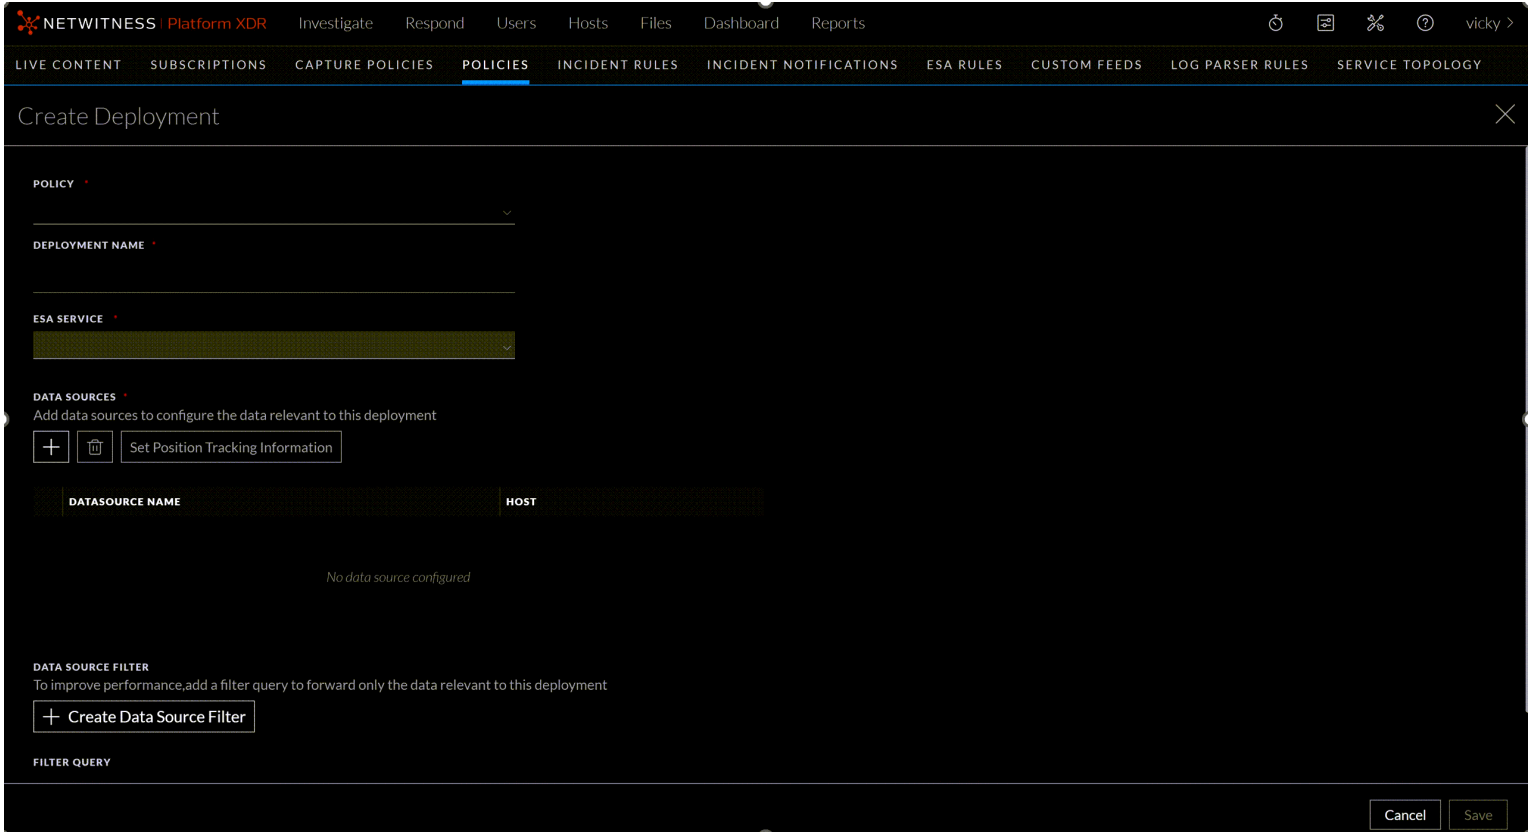 NETWITNESS | Platform XDR Investigate Respond Users Hosts Files Dashboard Reports vicky >
LIVE CONTENT SUBSCRIPTIONS CAPTURE POLICIES POLICIES INCIDENT RULES INCIDENT NOTIFICATIONS ESA RULES CUSTOM FEEDS LOG PARSER RULES SERVICE TOPOLOGY
Create Deployment
POLICY *
DEPLOYMENT NAME *
ESA SERVICE *
DATA SOURCES *
Add data sources to configure the data relevant to this deployment
Set Position Tracking Information
DATASOURCE NAME HOST
No data source configured
DATA SOURCE FILTER
To improve performance,add a filter query to forward only the data relevant to this deployment
+ Create Data Source Filter
FILTER QUERY
Cancel Save